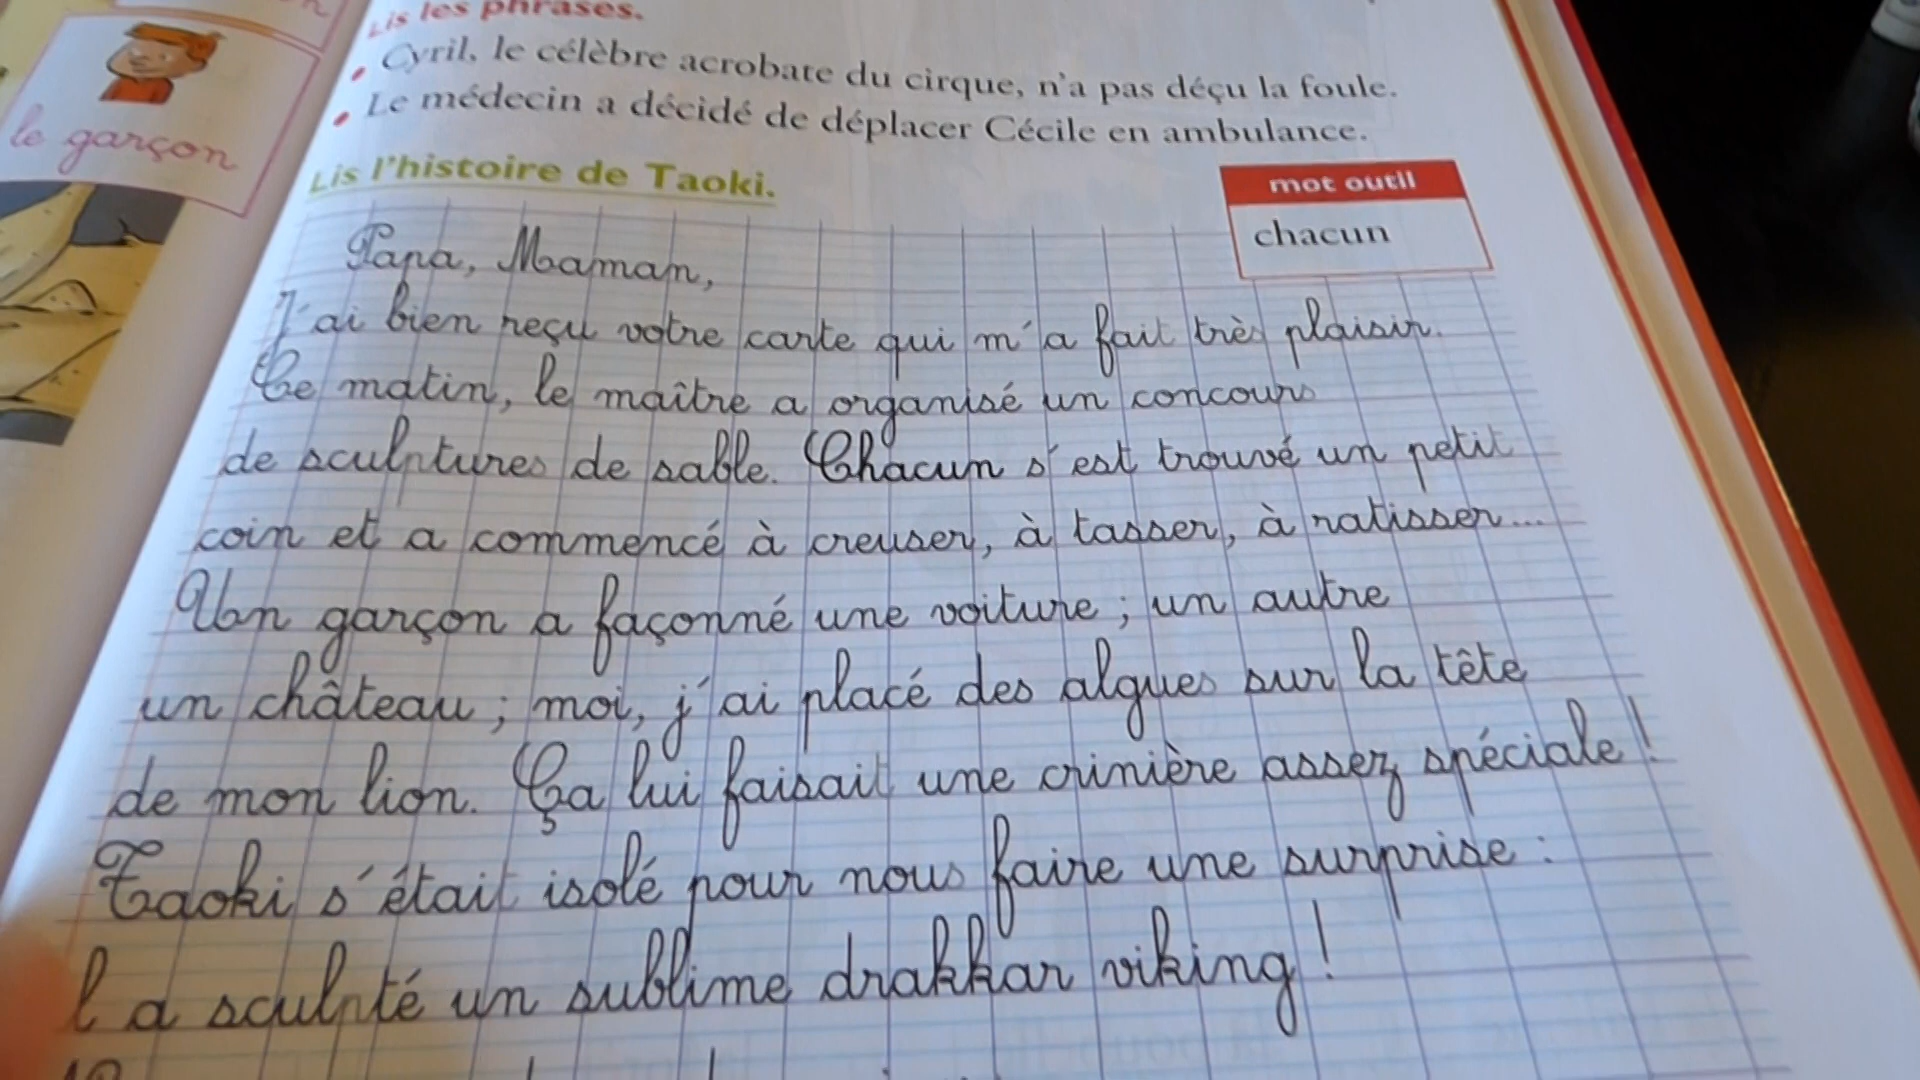 Lis les phrases.
Cyril, le célèbre acrobate du cirque, n'a pas déçu la foule.
Le médecin a décidé de déplacer Cécile en ambulance.
le garçon
Lis l'histoire de Taoki.
mot outil
chacun
Papa, Maman,
J'ai bien reçu votre carte qui m'a fait très plaisir.
Ce matin, le maître a organisé un concours
de sculptures de sable. Chacun s'est trouvé un petit
coin et a commencé à creuser, à tasser, à ratisser...
Un garçon a façonné une voiture ; un autre
un château ; moi, j'ai placé des algues sur la tête
de mon lion. Ça lui faisait une crinière assez spéciale !
Taoki s'était isolé pour nous faire une surprise :
l a sculpté un sublime drakkar viking !